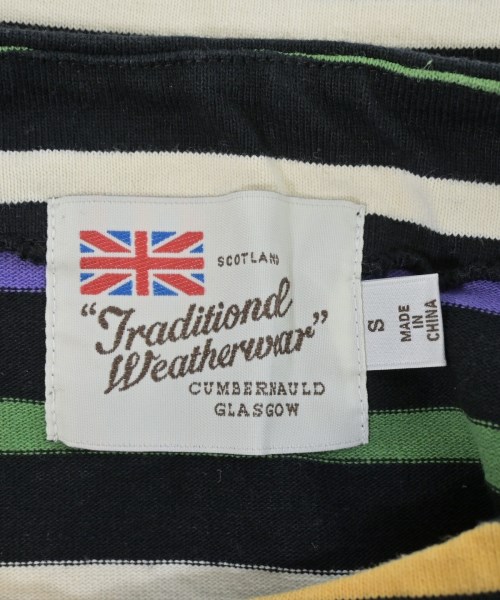 SCOTLAND
"Traditional
Weatherwear"
CUMBERNAULD
GLASGOW
S
MADE
IN
CHINA